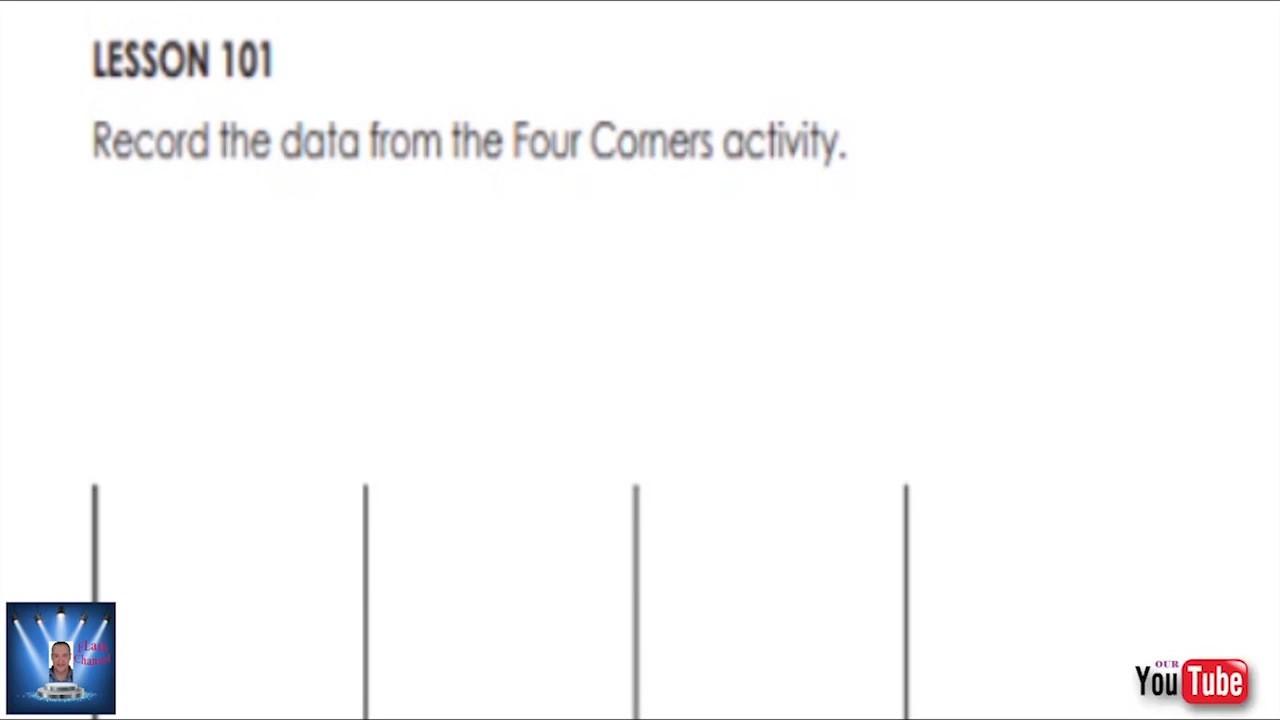 LESSON 101
Record the data from the Four Corners activity.
OUR
YouTube